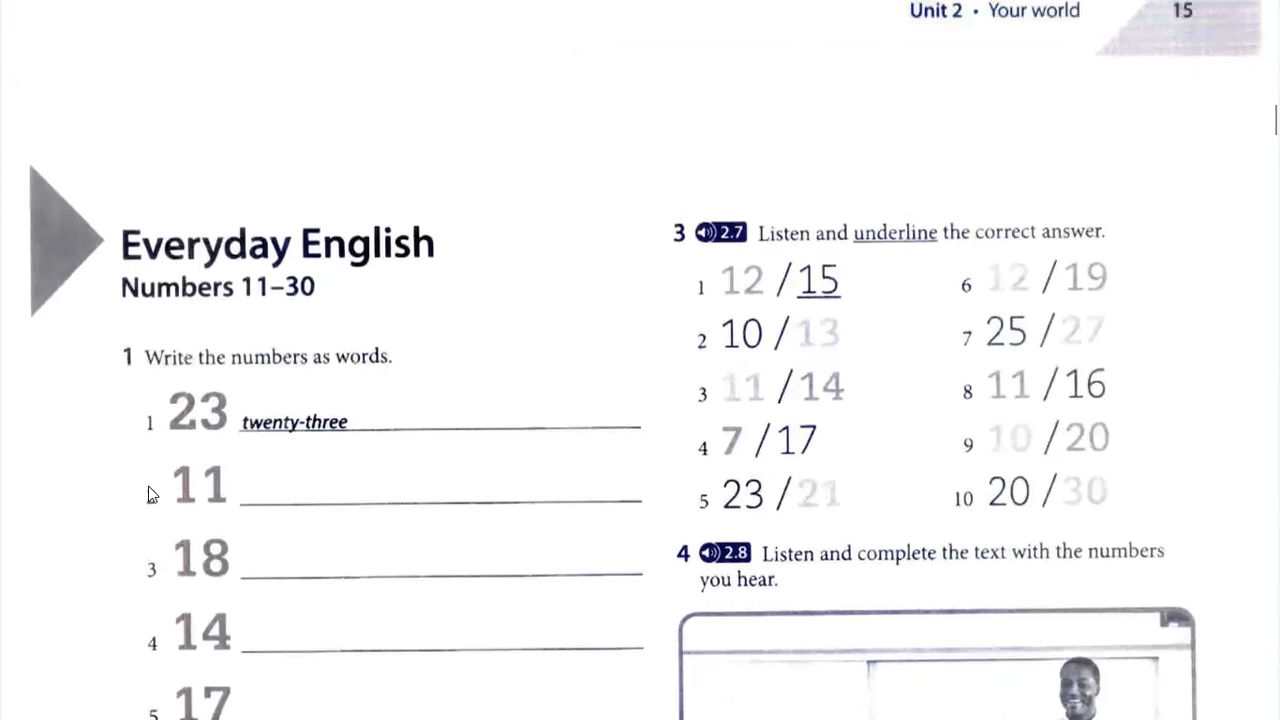 Unit 2 • Your world 15
Everyday English
Numbers 11–30
1 Write the numbers as words.
1 23 twenty-three
11
3 18
4 14
5 17
3 2.7 Listen and underline the correct answer.
1 12 / 15
2 10 / 13
3 11 / 14
4 7 / 17
5 23 / 21
6 12 / 19
7 25 / 27
8 11 / 16
9 10 / 20
10 20 / 30
4 2.8 Listen and complete the text with the numbers
you hear.